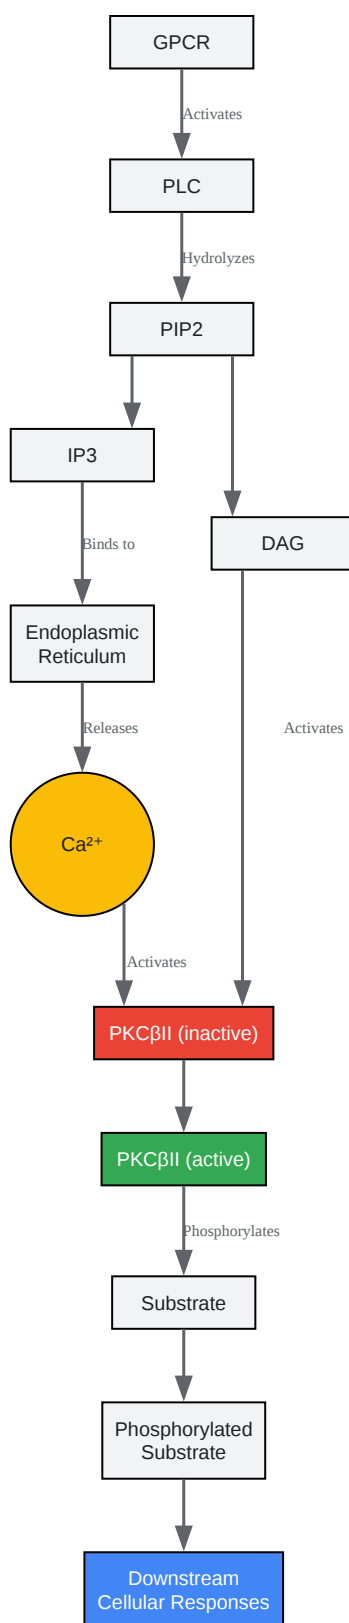 GPCR
Activates
PLC
Hydrolyzes
PIP2
IP3
DAG
Binds to
Endoplasmic
Reticulum
Releases
Activates
Ca²⁺
Activates
PKCβII (inactive)
PKCβII (active)
Phosphorylates
Substrate
Phosphorylated
Substrate
Downstream
Cellular Responses